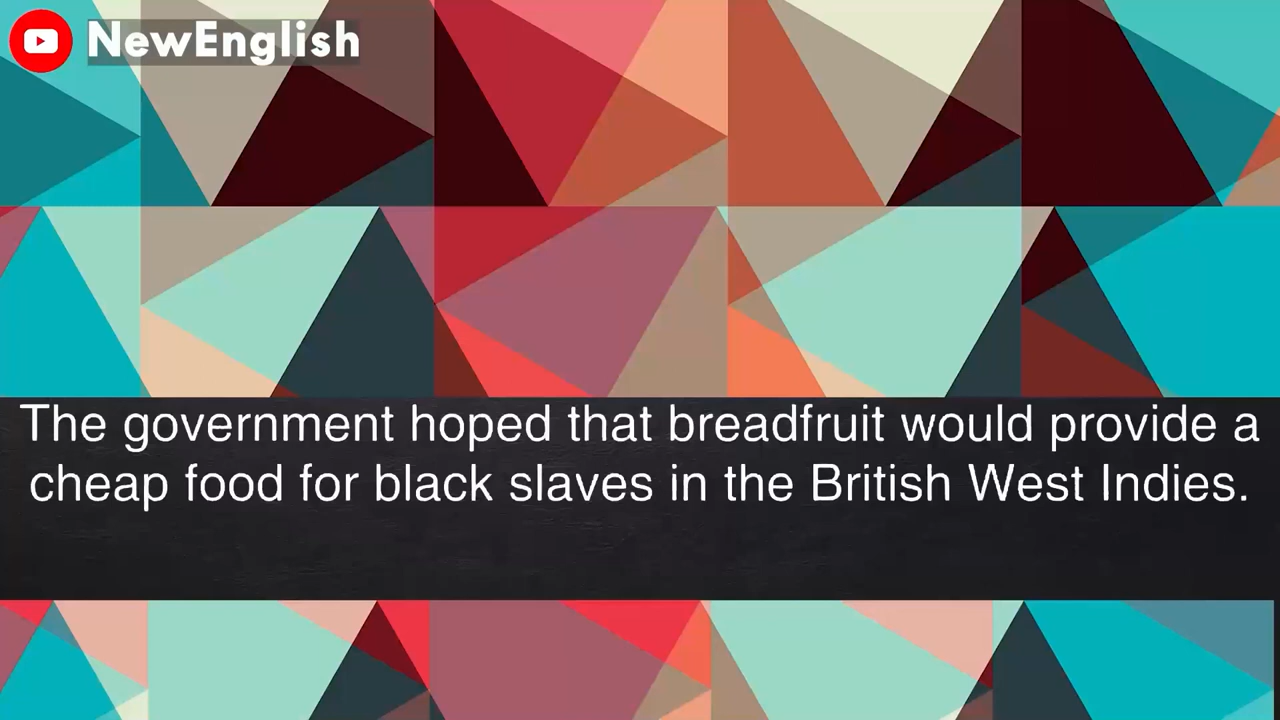 NewEnglish
The government hoped that breadfruit would provide a
cheap food for black slaves in the British West Indies.